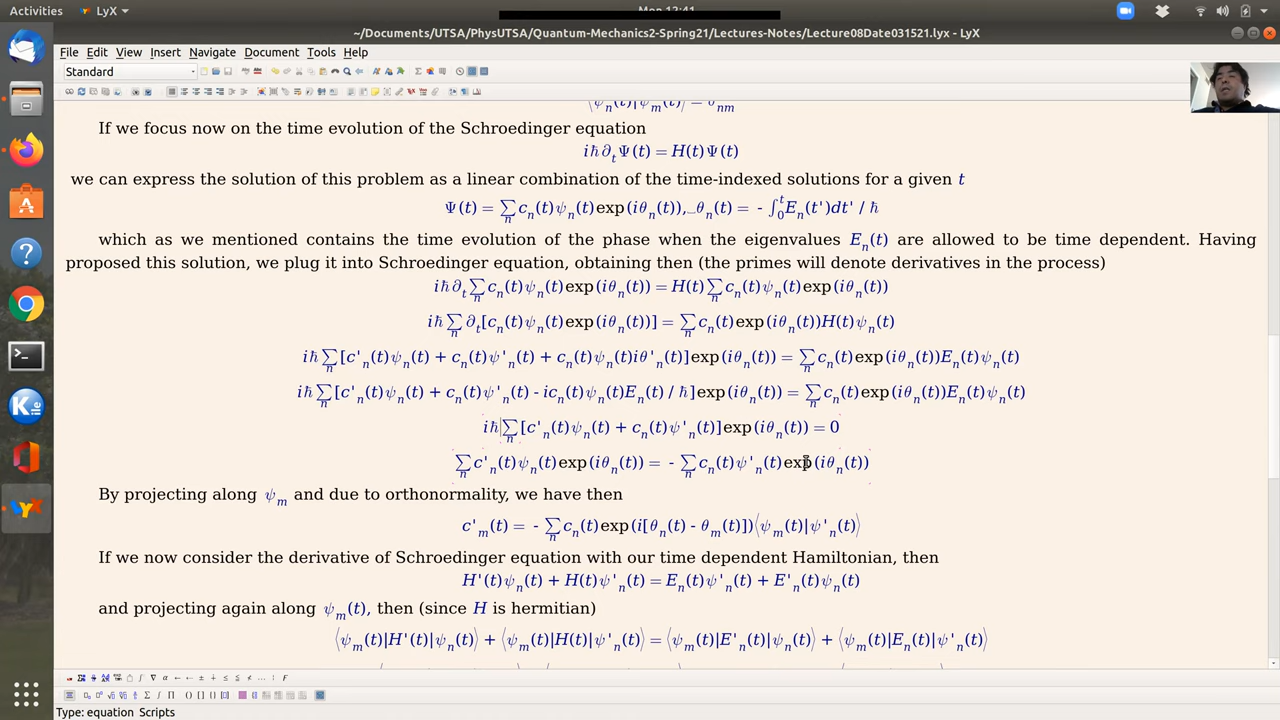 Activities LyX
~/Documents/UTSA/PhysUTSA/Quantum-Mechanics2-Spring21/Lectures-Notes/Lecture08Date031521.lyx - LyX
File Edit View Insert Navigate Document Tools Help
Standard
⟨ψ_n(t)|ψ_m(t)⟩ = δ_nm
If we focus now on the time evolution of the Schroedinger equation
iħ∂_tΨ(t) = H(t)Ψ(t)
we can express the solution of this problem as a linear combination of the time-indexed solutions for a given t
Ψ(t) = ∑_n c_n(t)ψ_n(t)exp(iθ_n(t)), θ_n(t) = - ∫_0^t E_n(t')dt' / ħ
which as we mentioned contains the time evolution of the phase when the eigenvalues E_n(t) are allowed to be time dependent. Having
proposed this solution, we plug it into Schroedinger equation, obtaining then (the primes will denote derivatives in the process)
iħ∂_t∑_n c_n(t)ψ_n(t)exp(iθ_n(t)) = H(t)∑_n c_n(t)ψ_n(t)exp(iθ_n(t))
iħ∑_n ∂_t[c_n(t)ψ_n(t)exp(iθ_n(t))] = ∑_n c_n(t)exp(iθ_n(t))H(t)ψ_n(t)
iħ∑_n [c'_n(t)ψ_n(t) + c_n(t)ψ'_n(t) + c_n(t)ψ_n(t)iθ'_n(t)]exp(iθ_n(t)) = ∑_n c_n(t)exp(iθ_n(t))E_n(t)ψ_n(t)
iħ∑_n [c'_n(t)ψ_n(t) + c_n(t)ψ'_n(t) - ic_n(t)ψ_n(t)E_n(t) / ħ]exp(iθ_n(t)) = ∑_n c_n(t)exp(iθ_n(t))E_n(t)ψ_n(t)
iħ∑_n [c'_n(t)ψ_n(t) + c_n(t)ψ'_n(t)]exp(iθ_n(t)) = 0
∑_n c'_n(t)ψ_n(t)exp(iθ_n(t)) = - ∑_n c_n(t)ψ'_n(t)exp(iθ_n(t))
By projecting along ψ_m and due to orthonormality, we have then
c'_m(t) = - ∑_n c_n(t)exp(i[θ_n(t) - θ_m(t)])⟨ψ_m(t)|ψ'_n(t)⟩
If we now consider the derivative of Schroedinger equation with our time dependent Hamiltonian, then
H'(t)ψ_n(t) + H(t)ψ'_n(t) = E_n(t)ψ'_n(t) + E'_n(t)ψ_n(t)
and projecting again along ψ_m(t), then (since H is hermitian)
⟨ψ_m(t)|H'(t)|ψ_n(t)⟩ + ⟨ψ_m(t)|H(t)|ψ'_n(t)⟩ = ⟨ψ_m(t)|E'_n(t)|ψ_n(t)⟩ + ⟨ψ_m(t)|E_n(t)|ψ'_n(t)⟩
Type: equation Scripts